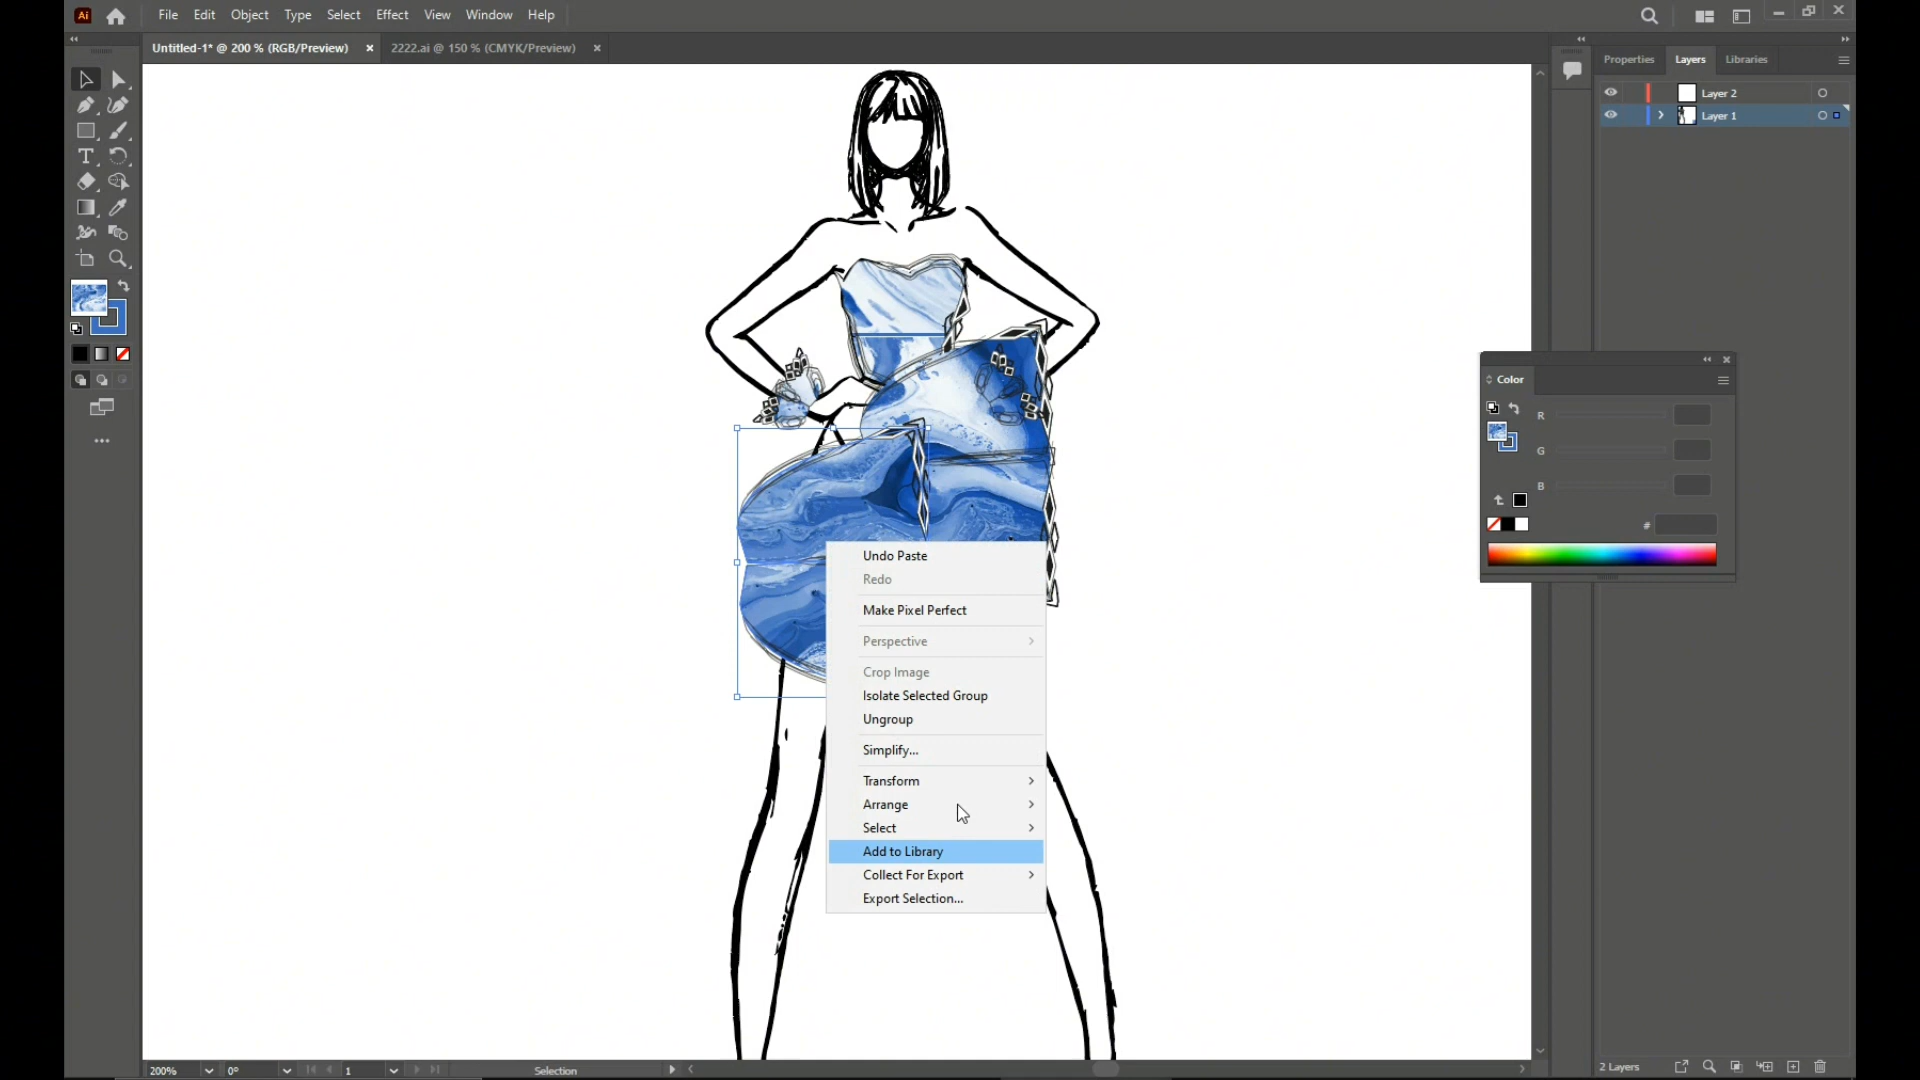 Ai File Edit Object Type Select Effect View Window Help
Untitled-1* @ 200 % (RGB/Preview) × 2222.ai @ 150 % (CMYK/Preview) ×
Properties Layers Libraries
Layer 2
Layer 1
T
Color
R
G
B
#
Undo Paste
Redo
Make Pixel Perfect
Perspective
Crop Image
Isolate Selected Group
Ungroup
Simplify...
Transform
Arrange
Select
Add to Library
Collect For Export
Export Selection...
200% 0° 1 Selection
2 Layers